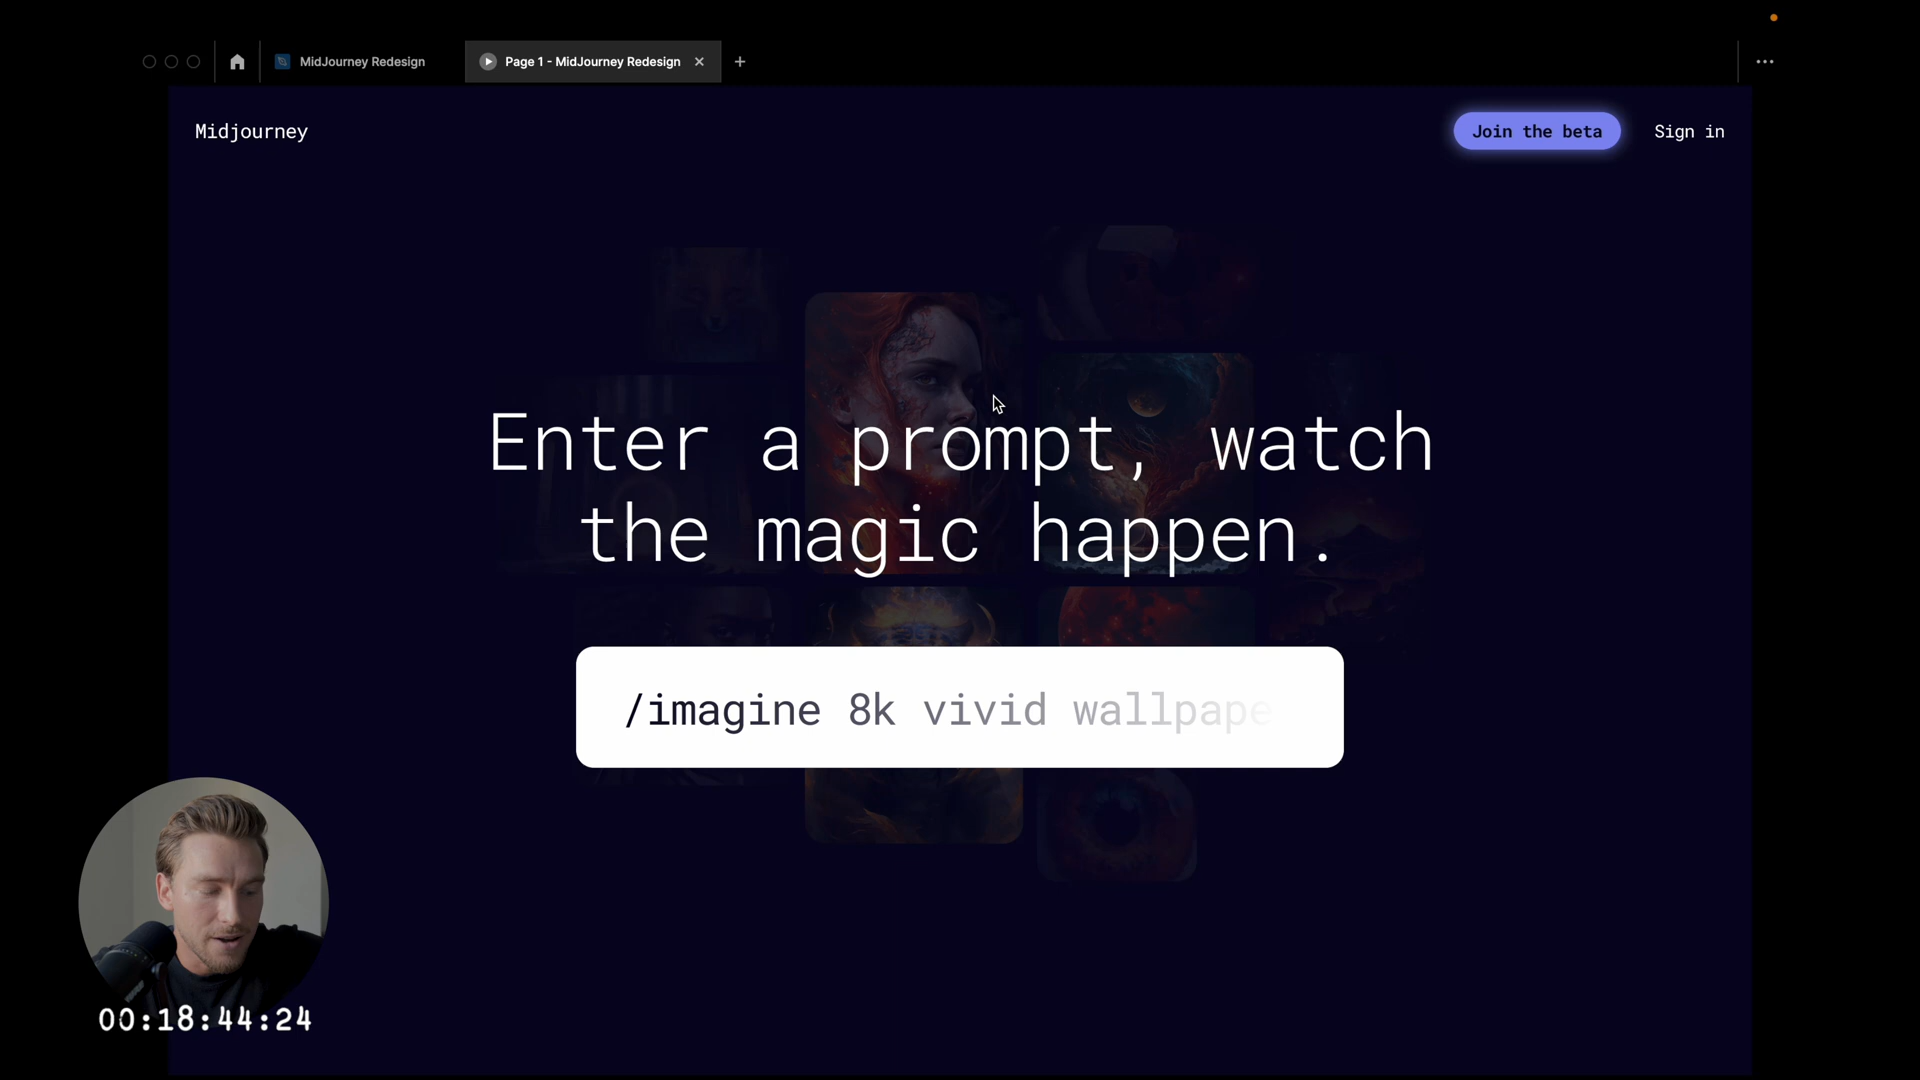 MidJourney Redesign
Page 1 - MidJourney Redesign
Midjourney
Join the beta
Sign in
Enter a prompt, watch
the magic happen.
/imagine 8k vivid wallpape
00:18:44:24